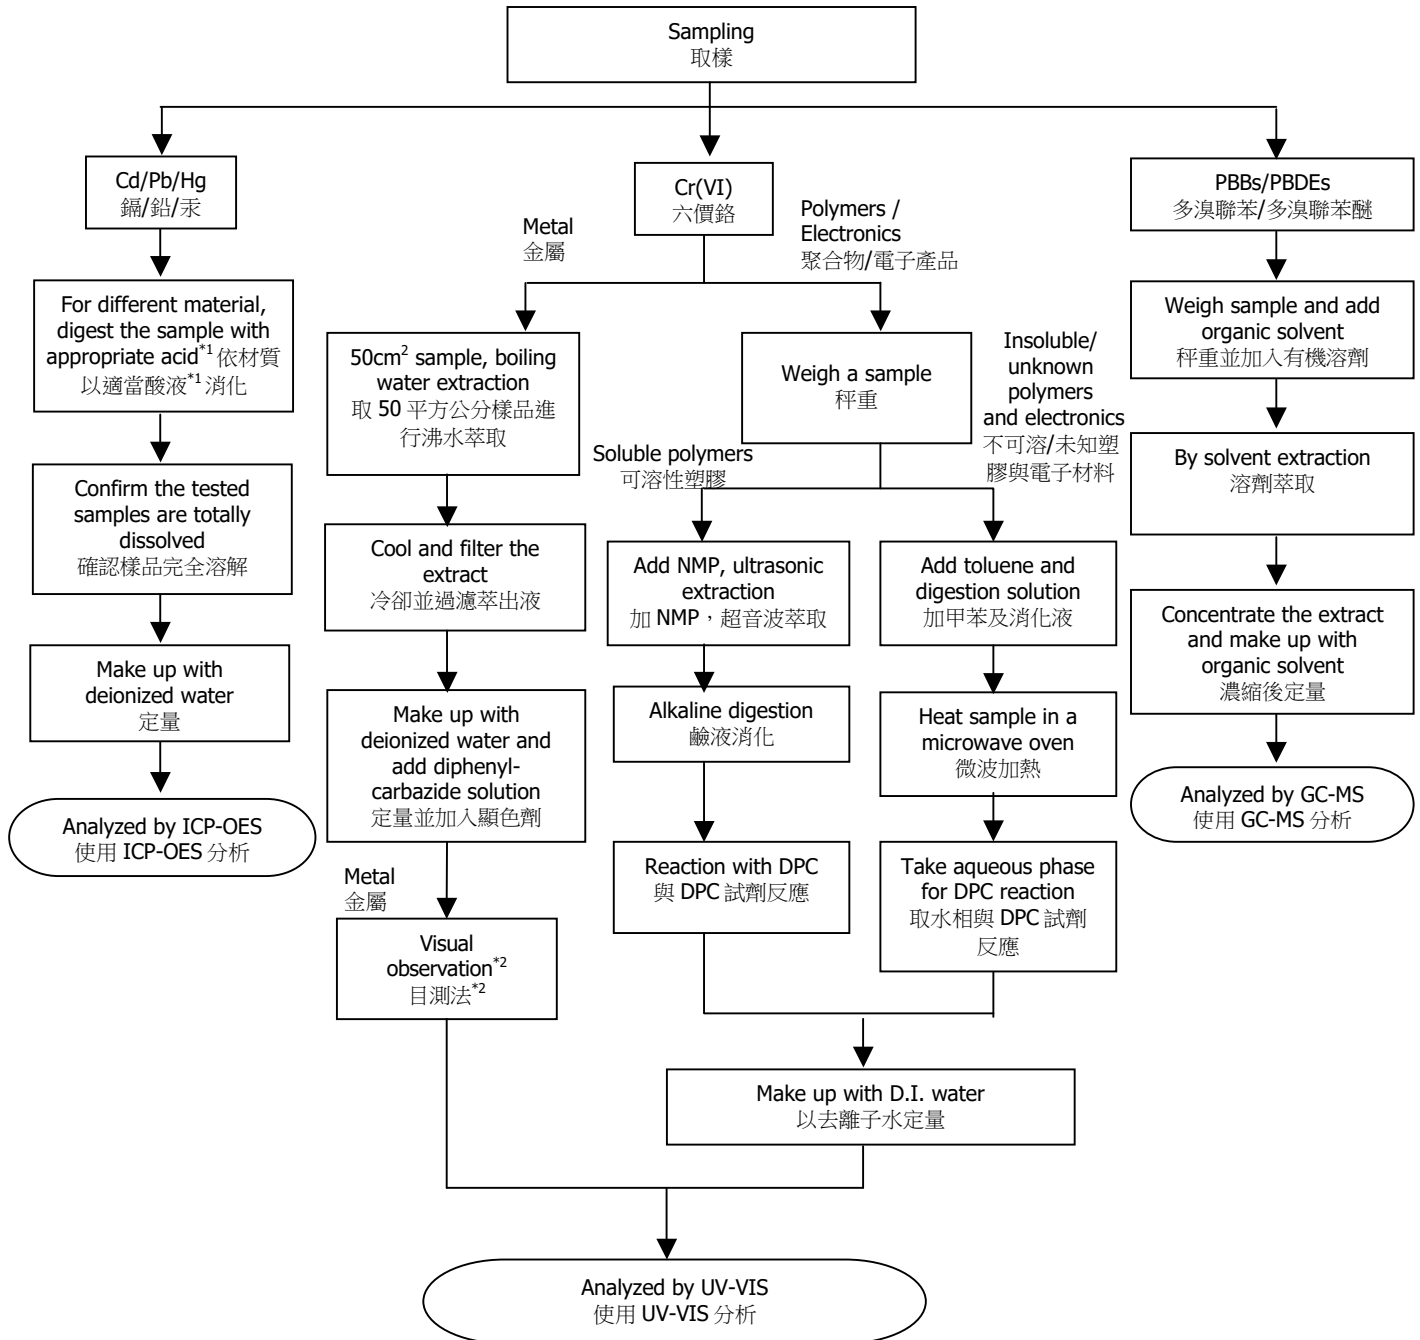 Sampling
取樣
Cd/Pb/Hg
鎘/鉛/汞
For different material,
digest the sample with
appropriate acid*1 依材質
以適當酸液*1 消化
Confirm the tested
samples are totally
dissolved
確認樣品完全溶解
Make up with
deionized water
定量
Analyzed by ICP-OES
使用 ICP-OES 分析
Cr(VI)
六價鉻
Metal
金屬
Polymers /
Electronics
聚合物/電子產品
50cm2 sample, boiling
water extraction
取 50 平方公分樣品進
行沸水萃取
Cool and filter the
extract
冷卻並過濾萃出液
Make up with
deionized water and
add diphenyl-
carbazide solution
定量並加入顯色劑
Metal
金屬
Visual
observation*2
目測法*2
Weigh a sample
秤重
Soluble polymers
可溶性塑膠
Insoluble/
unknown
polymers
and electronics
不可溶/未知塑
膠與電子材料
Add NMP, ultrasonic
extraction
加 NMP，超音波萃取
Alkaline digestion
鹼液消化
Reaction with DPC
與 DPC 試劑反應
Add toluene and
digestion solution
加甲苯及消化液
Heat sample in a
microwave oven
微波加熱
Take aqueous phase
for DPC reaction
取水相與 DPC 試劑
反應
Make up with D.I. water
以去離子水定量
Analyzed by UV-VIS
使用 UV-VIS 分析
PBBs/PBDEs
多溴聯苯/多溴聯苯醚
Weigh sample and add
organic solvent
秤重並加入有機溶劑
By solvent extraction
溶劑萃取
Concentrate the extract
and make up with
organic solvent
濃縮後定量
Analyzed by GC-MS
使用 GC-MS 分析